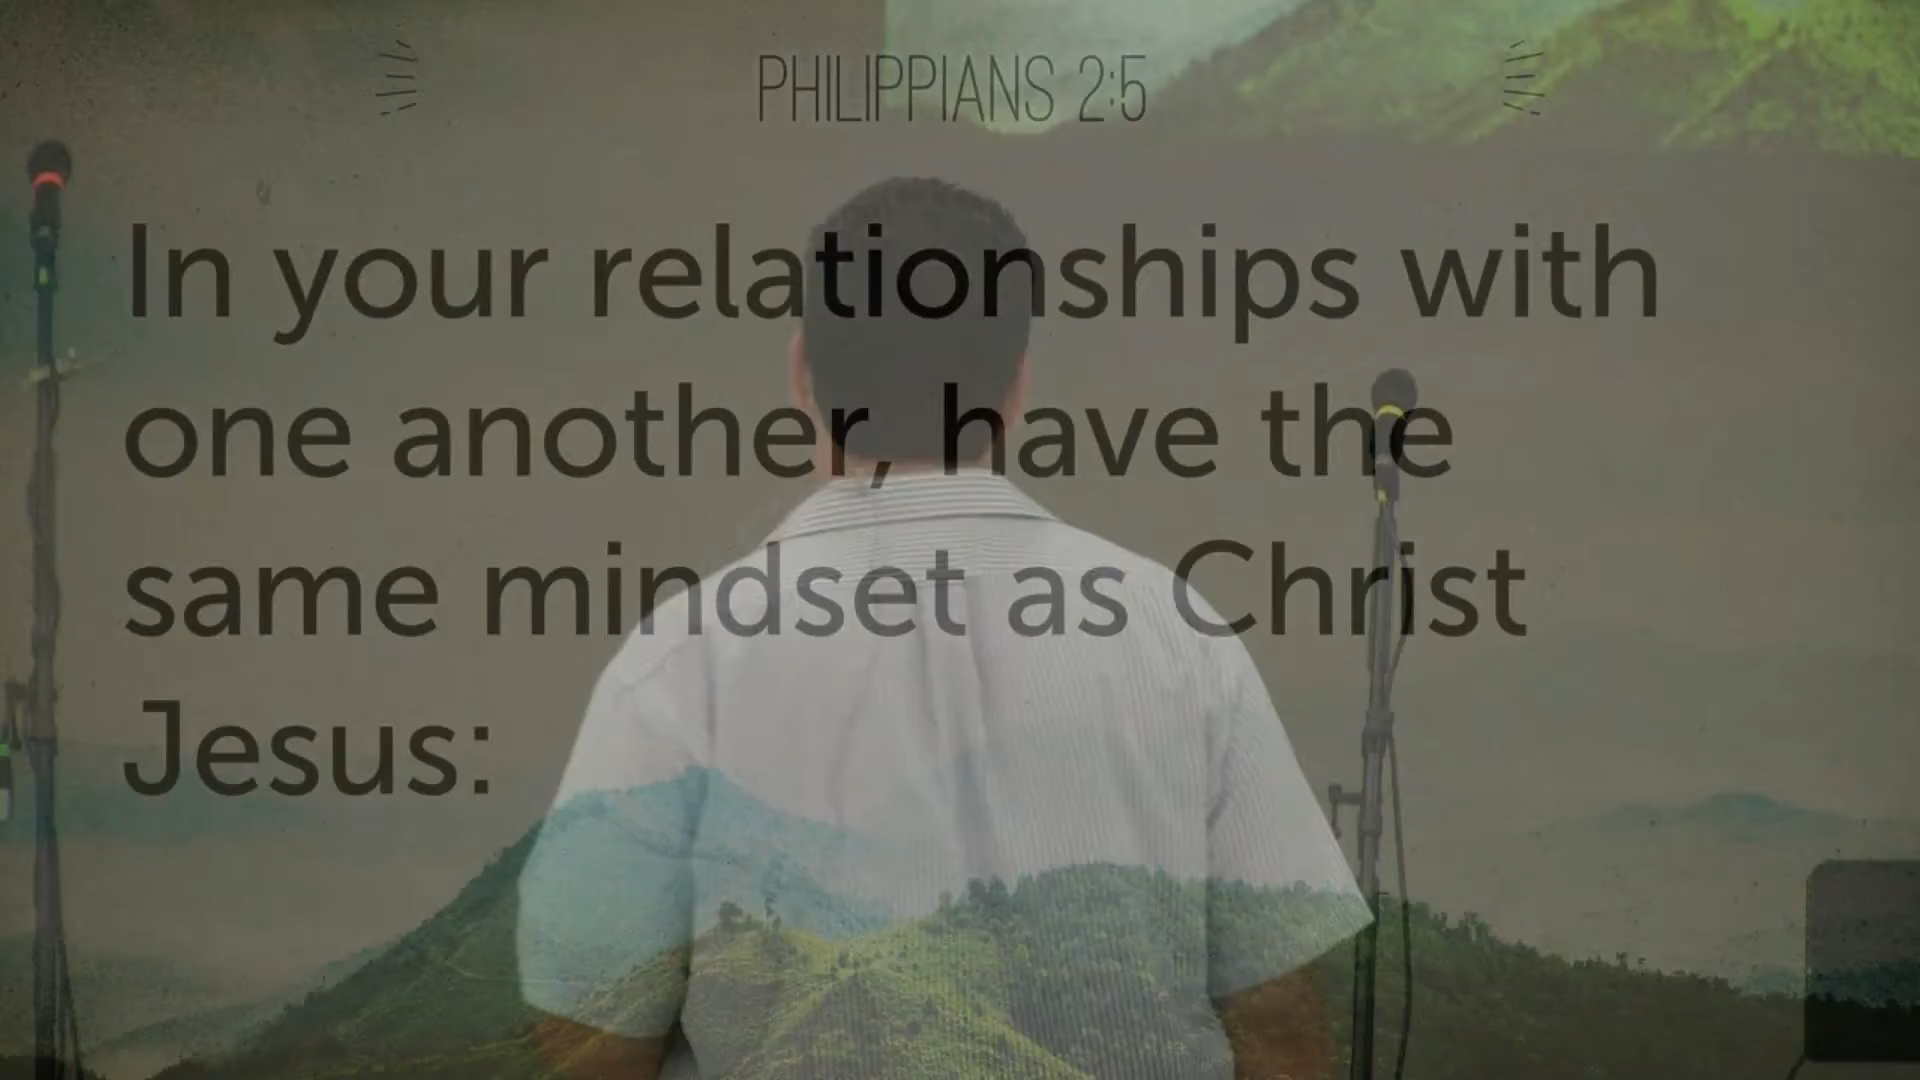 PHILIPPIANS 2:5
In your relationships with
one another, have the
same mindset as Christ
Jesus: